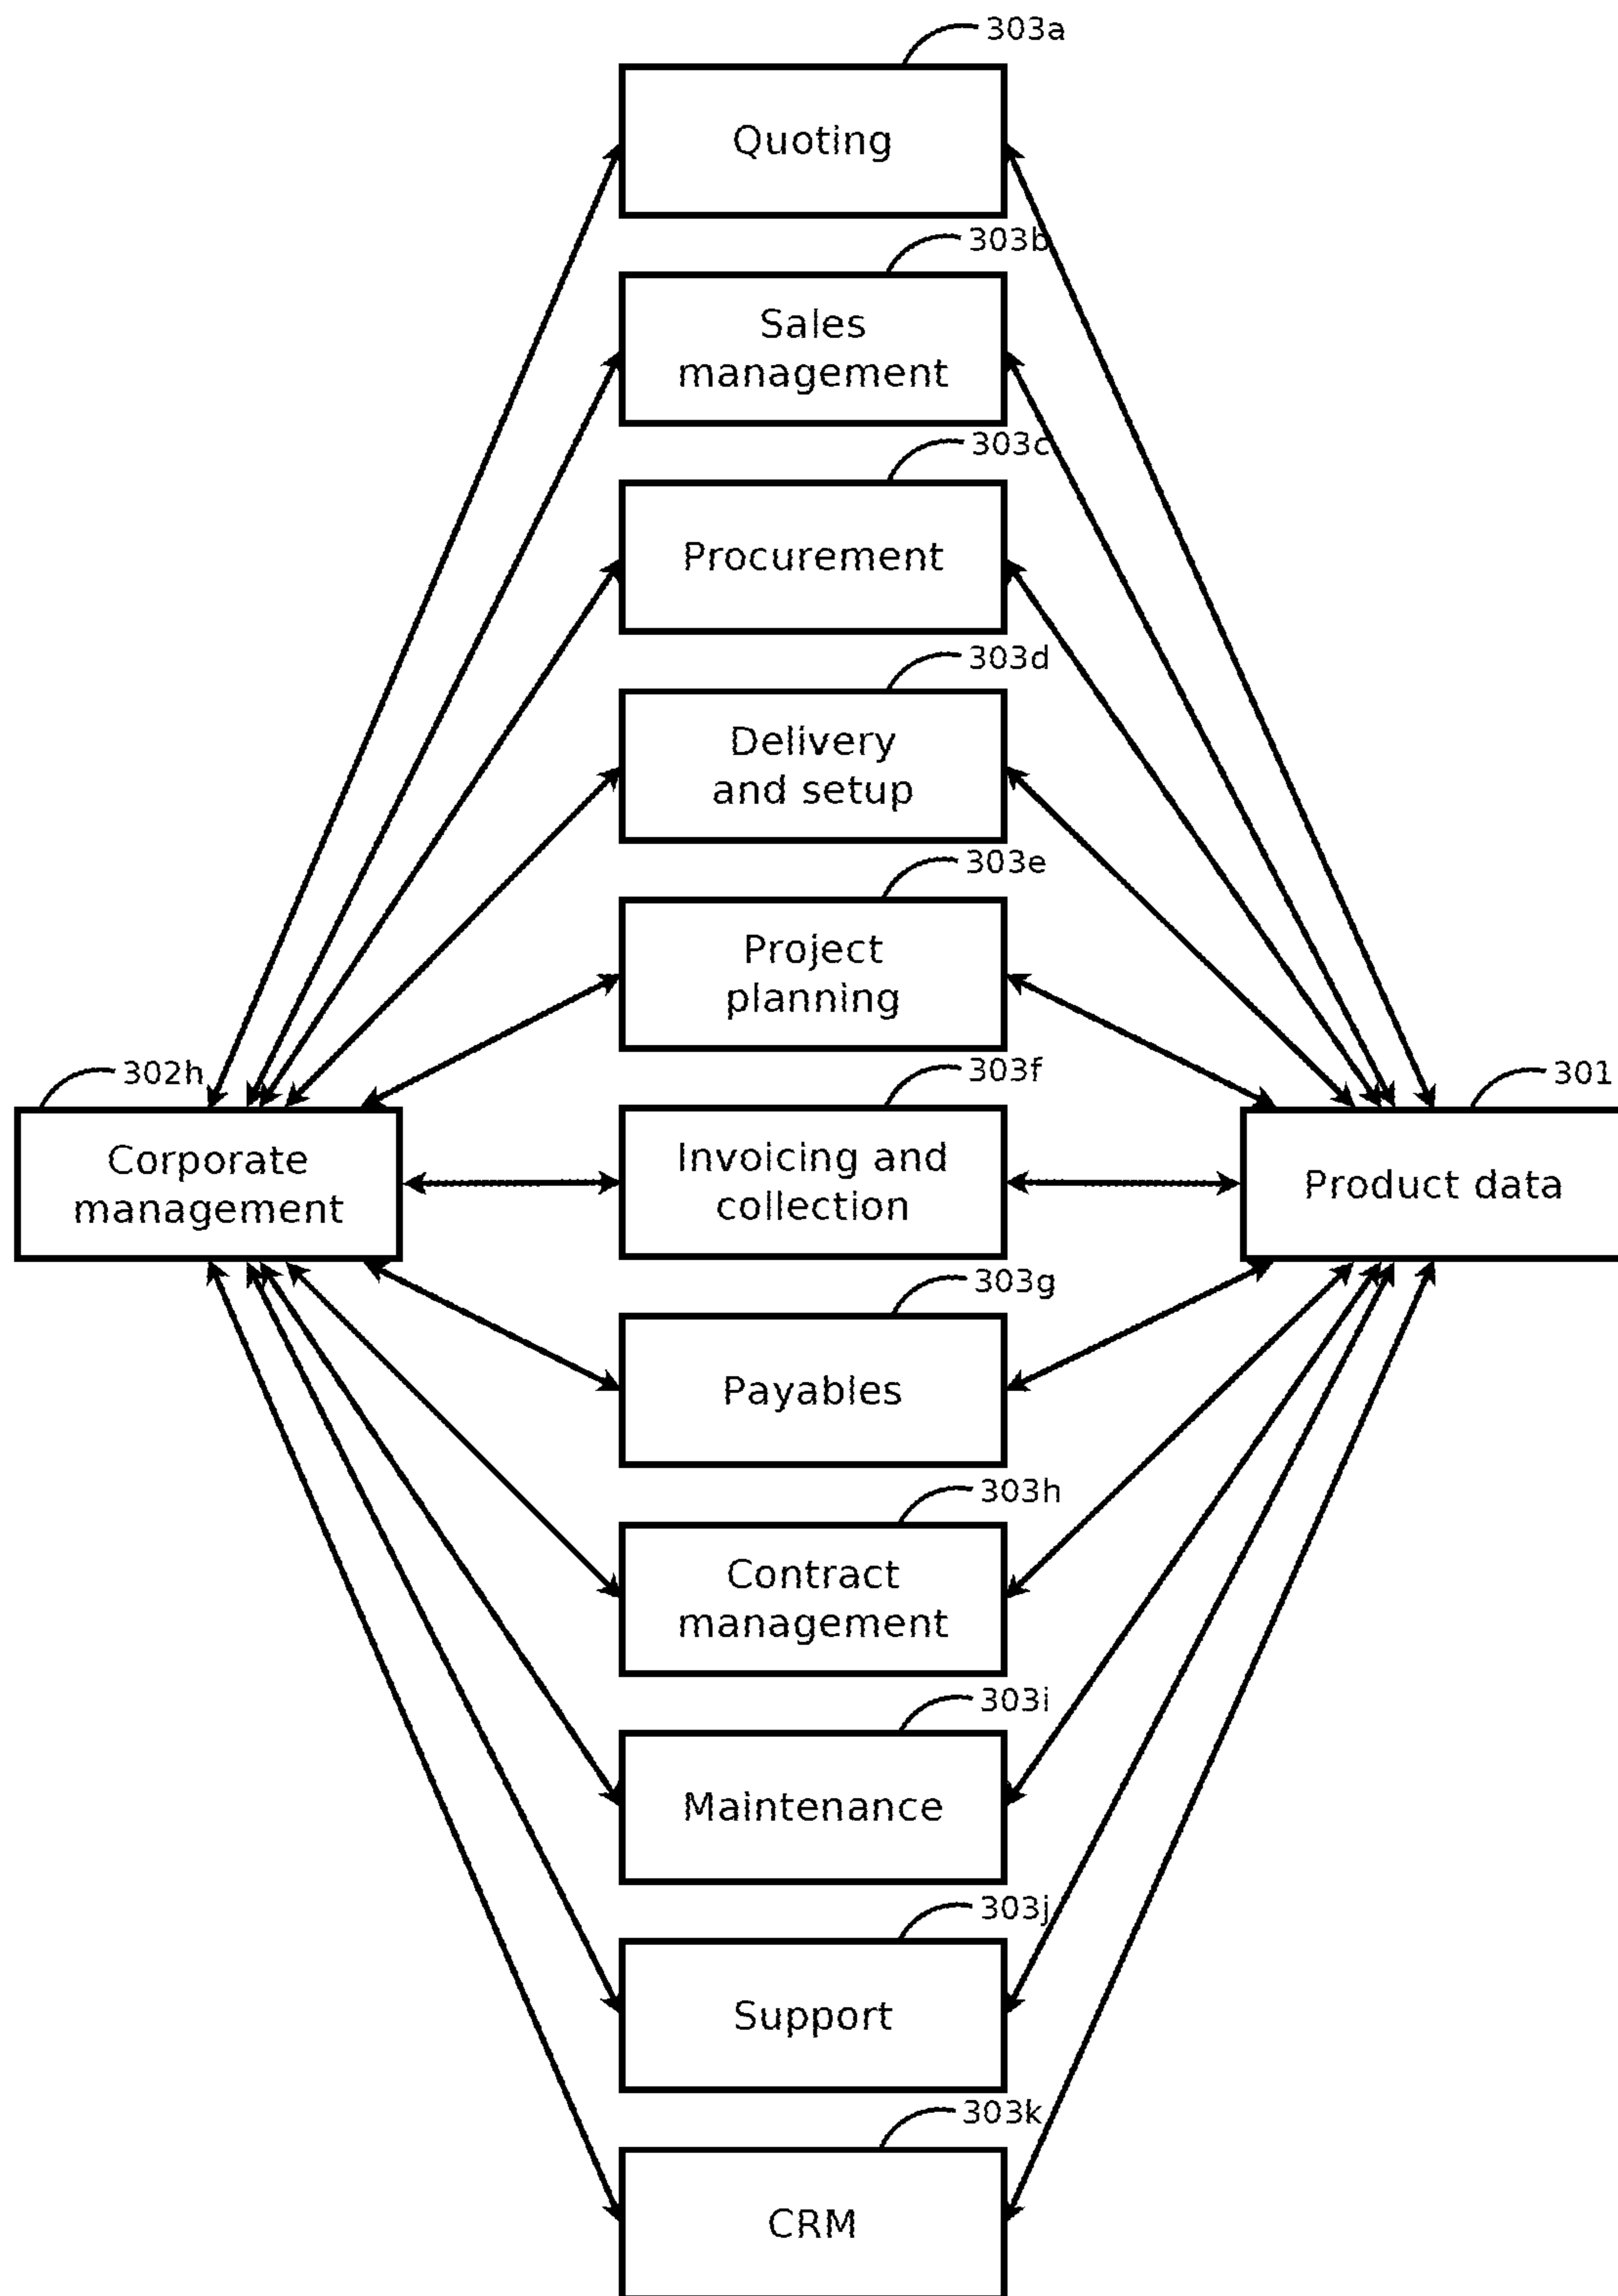 303a
Quoting
303b
Sales
management
303c
Procurement
303d
Delivery
and setup
303e
Project
planning
302h
303f
301
Corporate
management
Invoicing and
collection
Product data
303g
Payables
303h
Contract
management
303i
Maintenance
303j
Support
303k
CRM